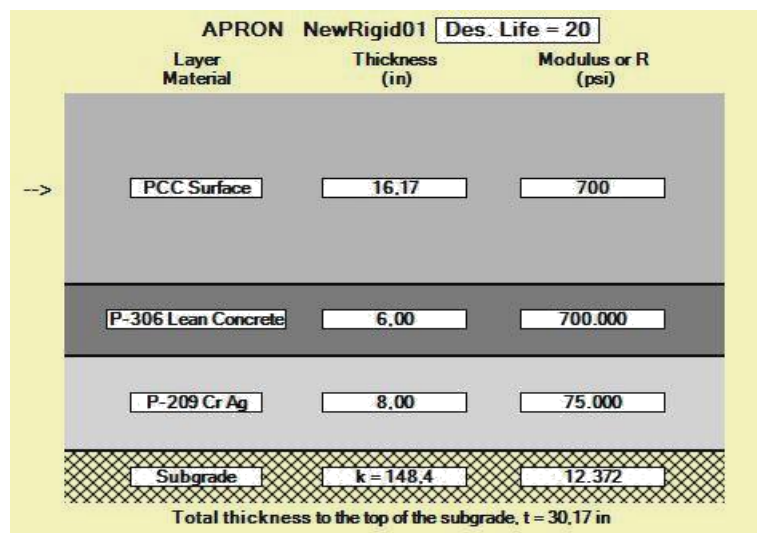 APRON NewRigid01 Des. Life = 20
Layer Material Thickness (in) Modulus or R (psi)
--> PCC Surface 16,17 700
P-306 Lean Concrete 6,00 700.000
P-209 Cr Ag 8,00 75.000
Subgrade k = 148,4 12.372
Total thickness to the top of the subgrade, t = 30,17 in